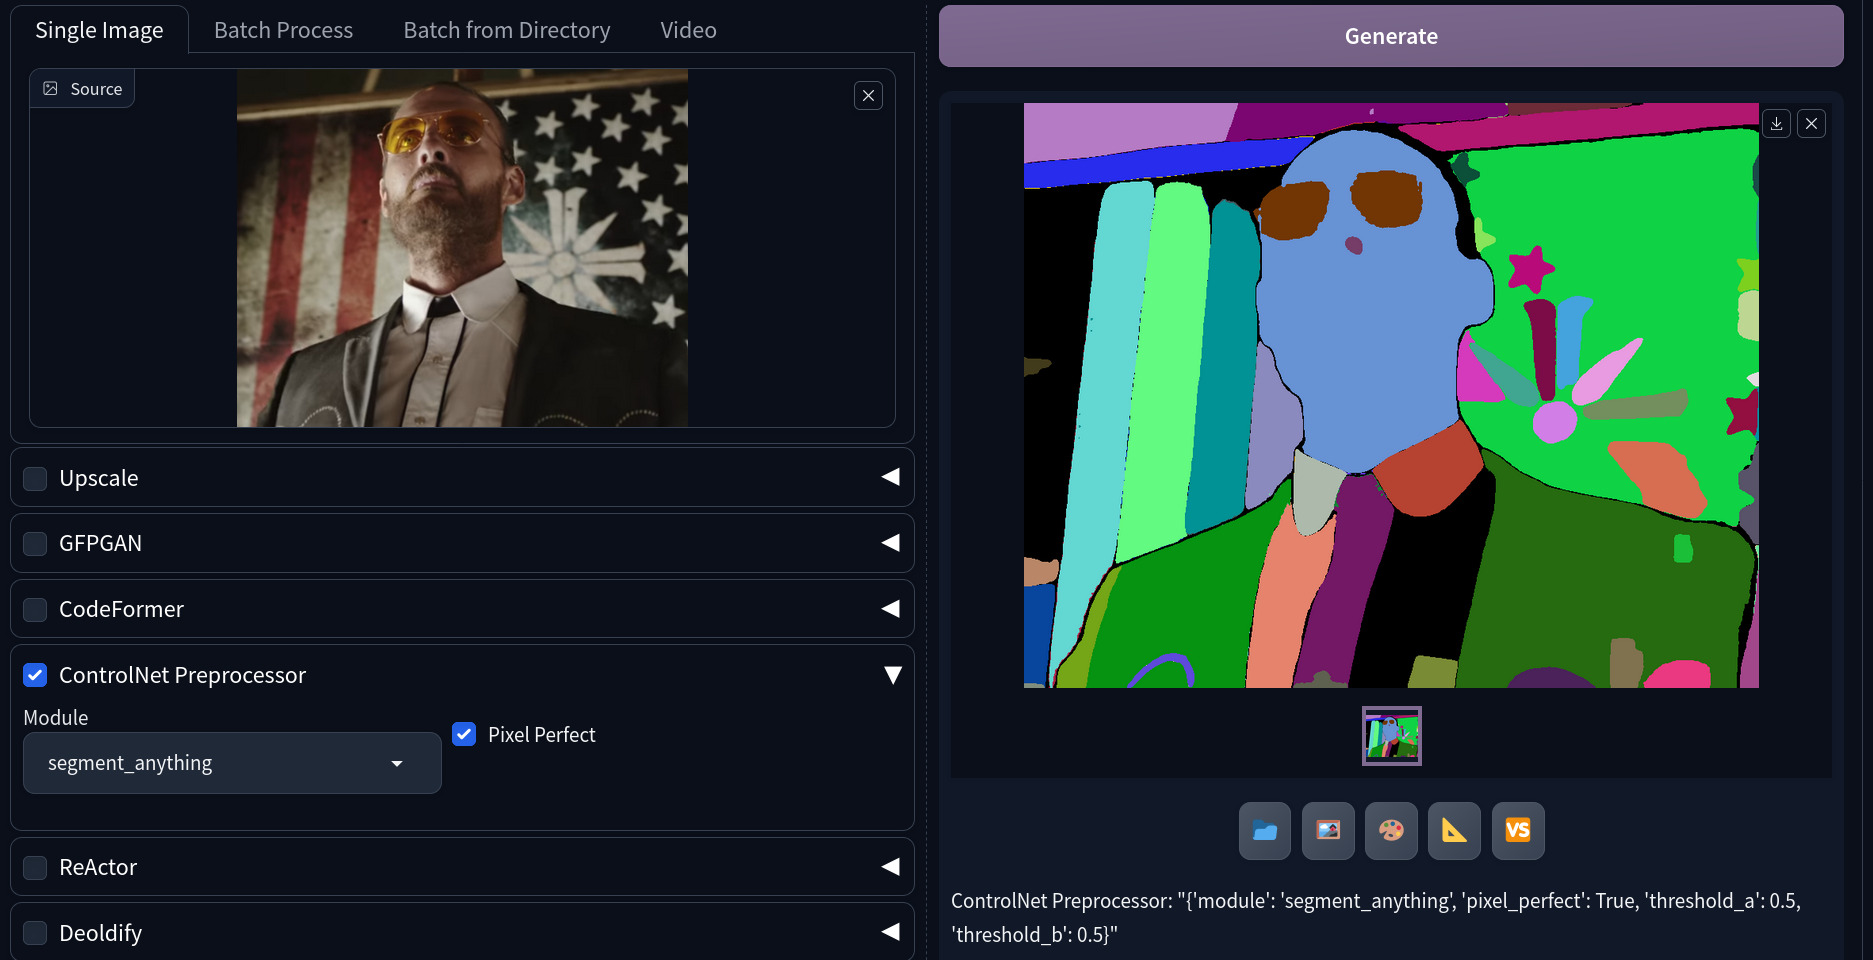 Single Image
Batch Process
Batch from Directory
Video
Source
Upscale
GFPGAN
CodeFormer
ControlNet Preprocessor
Module
segment_anything
Pixel Perfect
ReActor
Deoldify
Generate
VS
ControlNet Preprocessor: "{'module': 'segment_anything', 'pixel_perfect': True, 'threshold_a': 0.5,
'threshold_b': 0.5}"